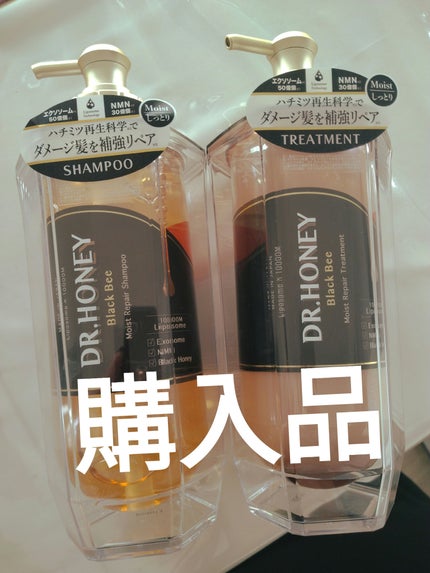 エクソソーム
50億個
NMN
30億個
Moist
しっとり
ハチミツ再生科学で
ダメージ髪を補強リペア
SHAMPOO
DR.HONEY
Black Bee
Moist Repair Shampoo
1000DM
Liposome
Exosome
NMN
Black Honey
エクソソーム
50億個
NMN
30億個
Moist
しっとり
ハチミツ再生科学で
ダメージ髪を補強リペア
TREATMENT
MADE IN JAPAN
Liposome X 1000DM
DR.HONEY
Black Bee
Moist Repair Treatment
購入品